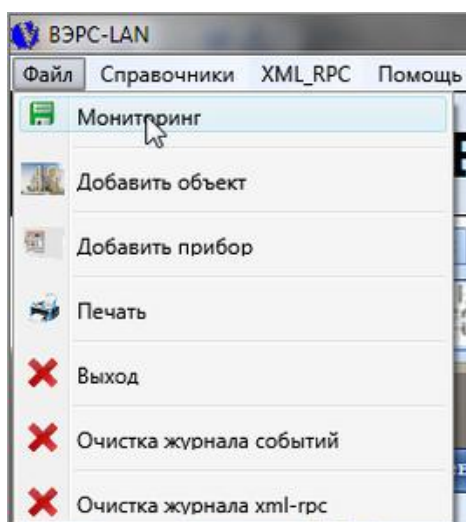 ВЭРС-LAN
Файл Справочники XML_RPC Помощь
Мониторинг
Добавить объект
Добавить прибор
Печать
Выход
Очистка журнала событий
Очистка журнала xml-rpc